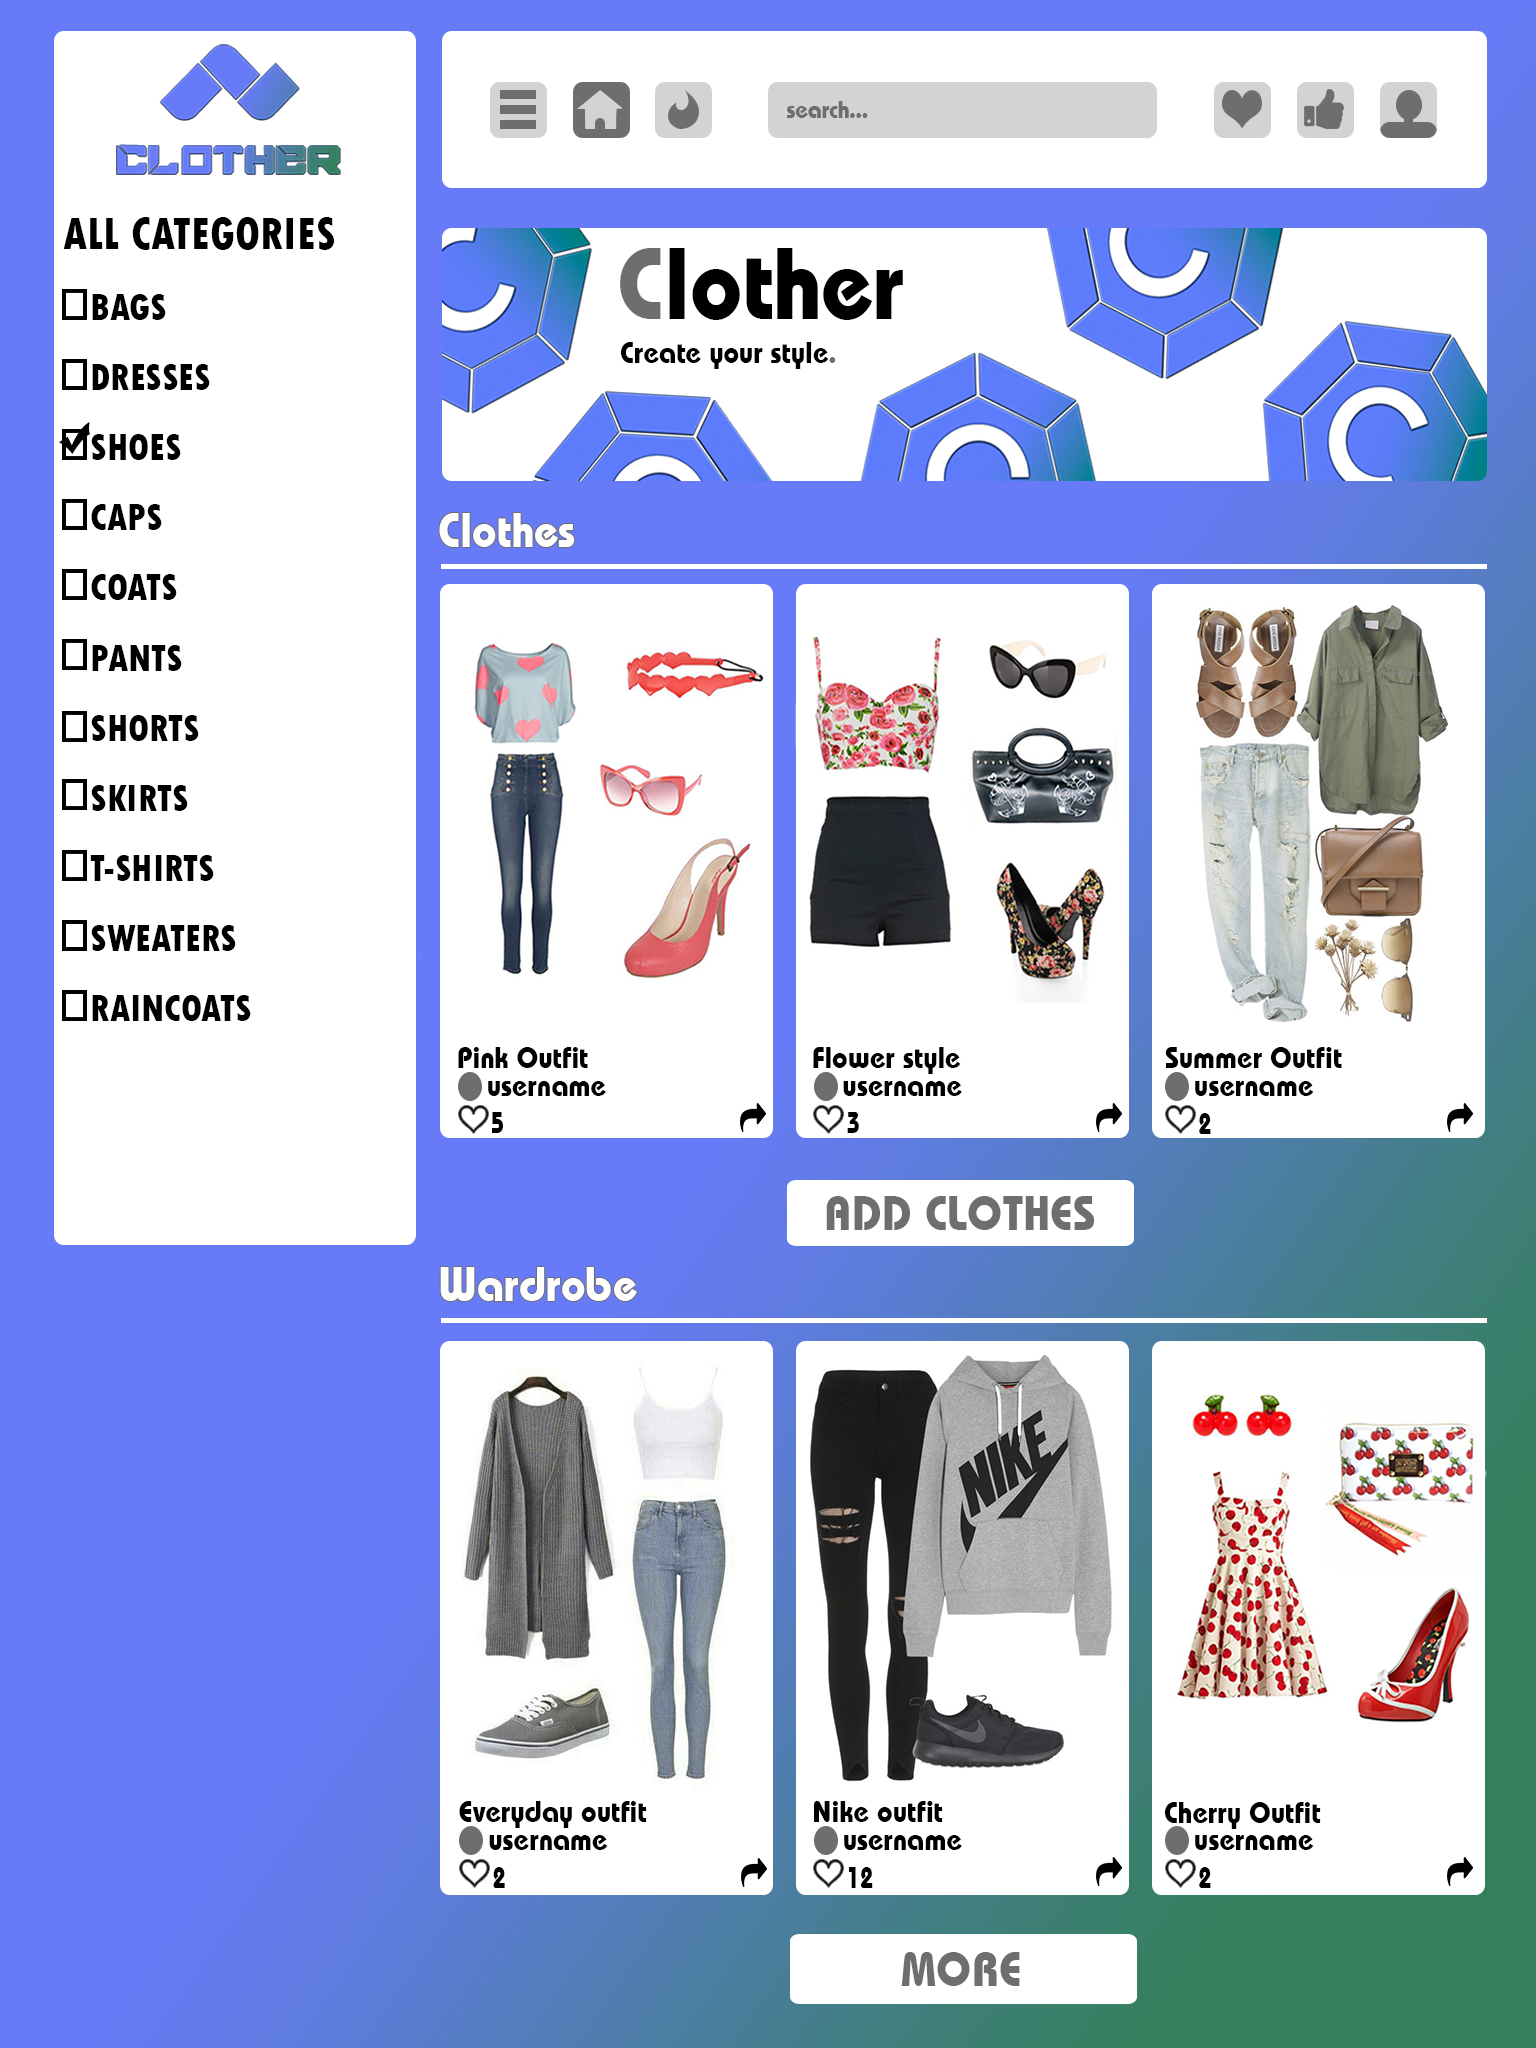 CLOTHER
ALL CATEGORIES
BAGS
DRESSES
SHOES
CAPS
COATS
PANTS
SHORTS
SKIRTS
T-SHIRTS
SWEATERS
RAINCOATS
search...
Clother
Create your style.
C
C
C
C
C
Clothes
Pink Outfit
username
5
Flower style
username
3
Summer Outfit
username
2
ADD CLOTHES
Wardrobe
Everyday outfit
username
2
NIKE
Nike outfit
username
12
Cherry Outfit
username
2
MORE